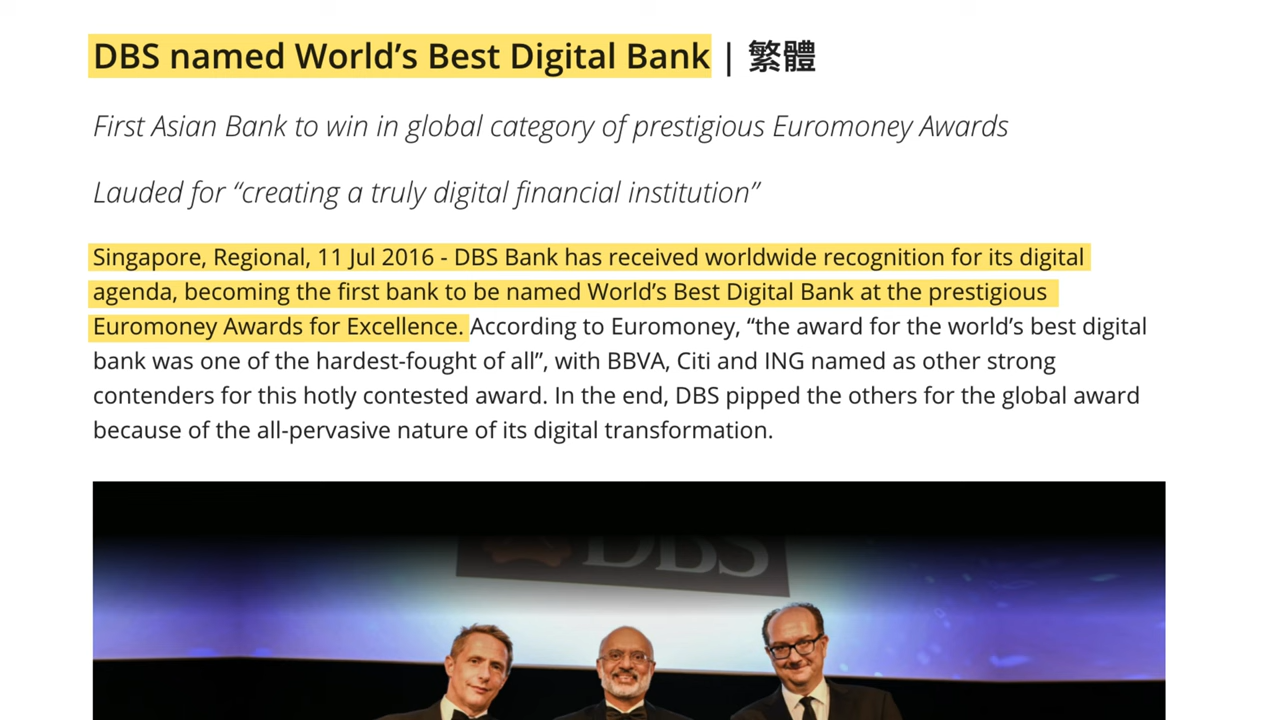 DBS named World’s Best Digital Bank | 繁體
First Asian Bank to win in global category of prestigious Euromoney Awards
Lauded for “creating a truly digital financial institution”
Singapore, Regional, 11 Jul 2016 - DBS Bank has received worldwide recognition for its digital
agenda, becoming the first bank to be named World’s Best Digital Bank at the prestigious
Euromoney Awards for Excellence. According to Euromoney, “the award for the world’s best digital
bank was one of the hardest-fought of all”, with BBVA, Citi and ING named as other strong
contenders for this hotly contested award. In the end, DBS pipped the others for the global award
because of the all-pervasive nature of its digital transformation.
DBS